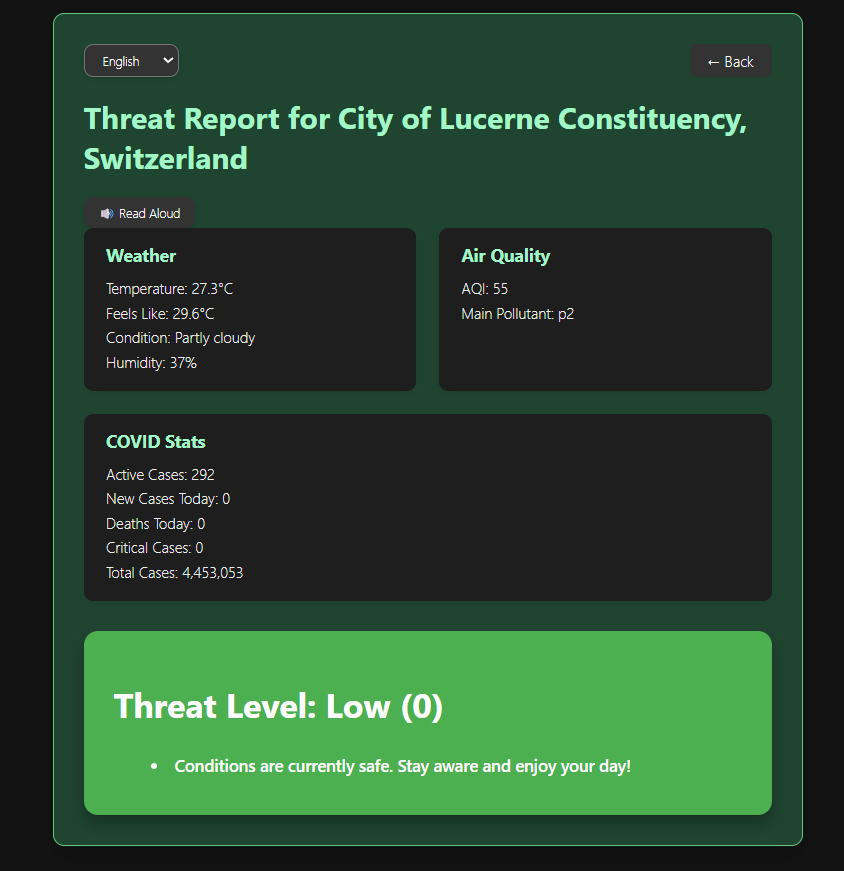 English
← Back
Threat Report for City of Lucerne Constituency,
Switzerland
🔊 Read Aloud
Weather
Temperature: 27.3°C
Feels Like: 29.6°C
Condition: Partly cloudy
Humidity: 37%
Air Quality
AQI: 55
Main Pollutant: p2
COVID Stats
Active Cases: 292
New Cases Today: 0
Deaths Today: 0
Critical Cases: 0
Total Cases: 4,453,053
Threat Level: Low (0)
• Conditions are currently safe. Stay aware and enjoy your day!